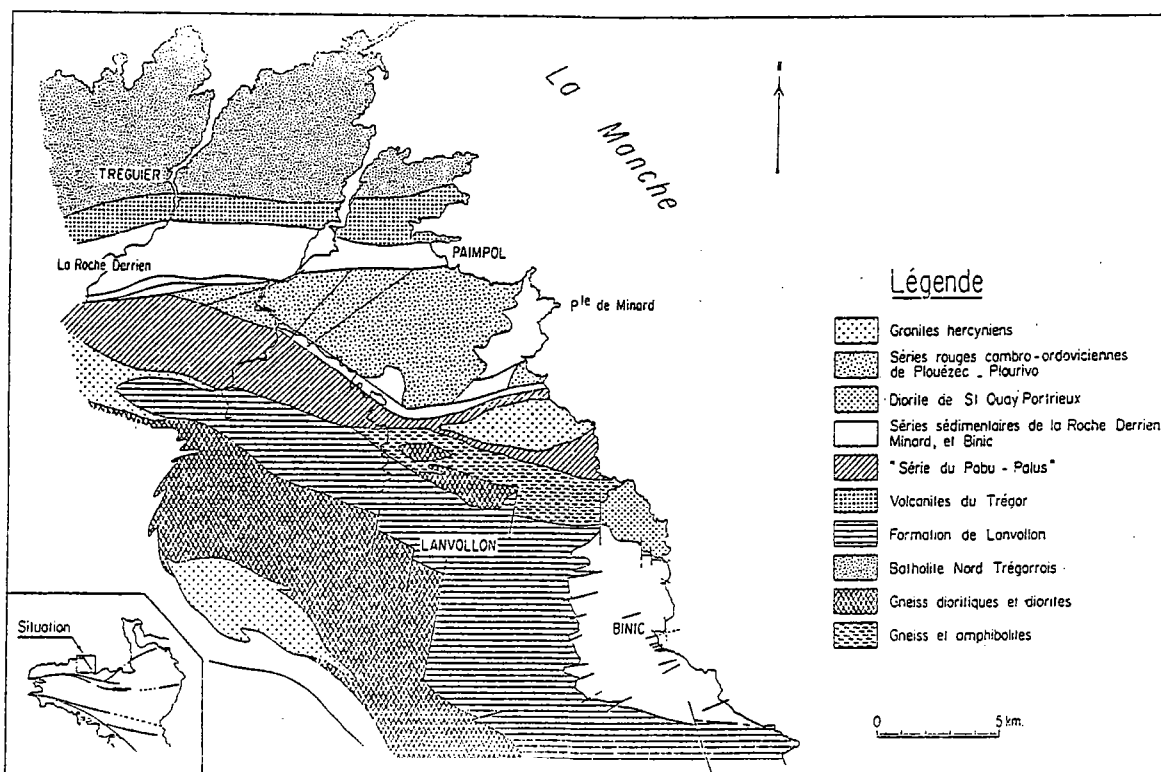 La Manche
TREGUIER
PAIMPOL
La Roche Derrien
Pte de Minard
LANVOLLON
BINIC
Situation
Légende
Granites hercyniens
Séries rouges cambro-ordoviciennes
de Plouézec - Plourivo
Diorite de St Quay Portrieux
Séries sédimentaires de la Roche Derrien
Minard, et Binic
"Série du Pabu - Palus"
Volcanites du Trégor
Formation de Lanvollon
Batholite Nord Trégorrois
Gneiss dioritiques et diorites
Gneiss et amphibolites
0 5 km.